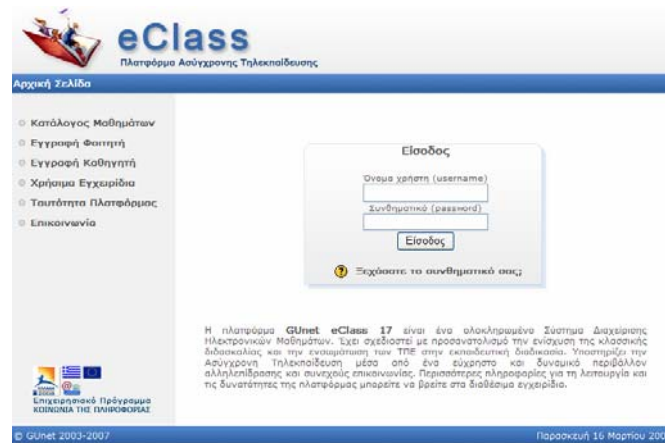 eClass
Πλατφόρμα Ασύγχρονης Τηλεκπαίδευσης
Αρχική Σελίδα
Κατάλογος Μαθημάτων
Εγγραφή Φοιτητή
Εγγραφή Καθηγητή
Χρήσιμα Εγχειρίδια
Ταυτότητα Πλατφόρμας
Επικοινωνία
Είσοδος
Όνομα χρήστη (username)
Συνθηματικό (password)
Είσοδος
Ξεχάσατε το συνθηματικό σας;
Η πλατφόρμα GUnet eClass 17 είναι ένα ολοκληρωμένο Σύστημα Διαχείρισης
Ηλεκτρονικών Μαθημάτων. Έχει σχεδιαστεί με προσανατολισμό την ενίσχυση της κλασσικής
διδασκαλίας και την ενσωμάτωση των ΤΠΕ στην εκπαιδευτική διαδικασία. Υποστηρίζει την
Ασύγχρονη Τηλεκπαίδευση μέσα από ένα εύχρηστο και δυναμικό περιβάλλον
αλληλεπίδρασης και συνεχούς επικοινωνίας. Περισσότερες πληροφορίες για τη λειτουργία και
τις δυνατότητες της πλατφόρμας μπορείτε να βρείτε στα διαθέσιμα εγχειρίδια.
Επιχειρησιακό Πρόγραμμα
ΚΟΙΝΩΝΙΑ ΤΗΣ ΠΛΗΡΟΦΟΡΙΑΣ
© GUnet 2003-2007
Παρασκευή 16 Μαρτίου 200